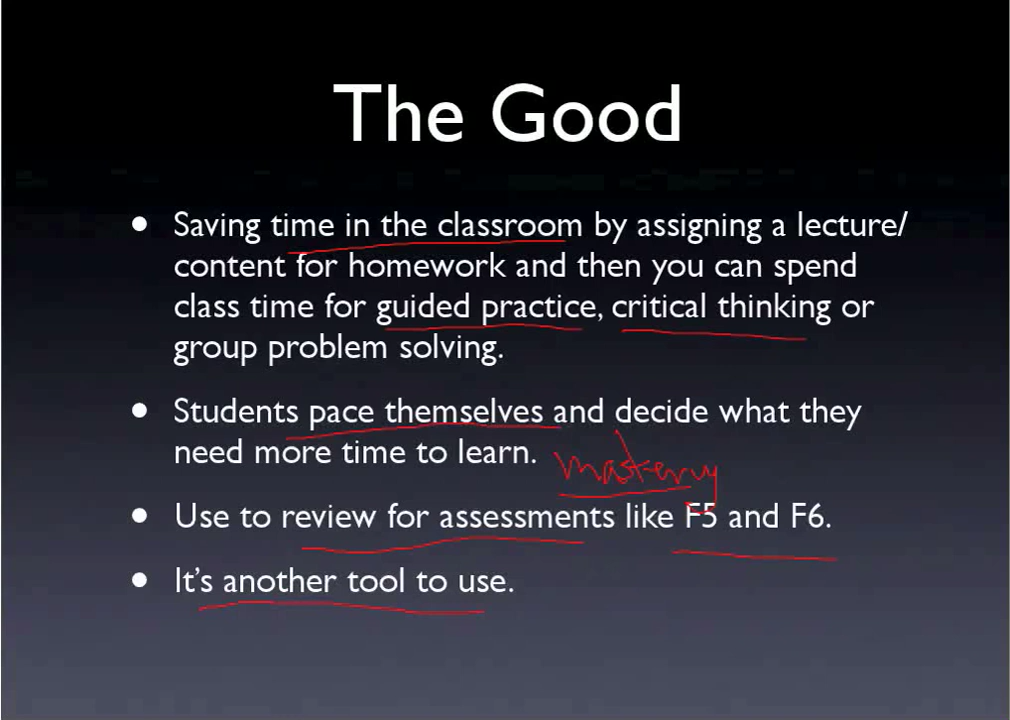 The Good
• Saving time in the classroom by assigning a lecture/
content for homework and then you can spend
class time for guided practice, critical thinking or
group problem solving.
• Students pace themselves and decide what they
need more time to learn. mastery
• Use to review for assessments like F5 and F6.
• It's another tool to use.